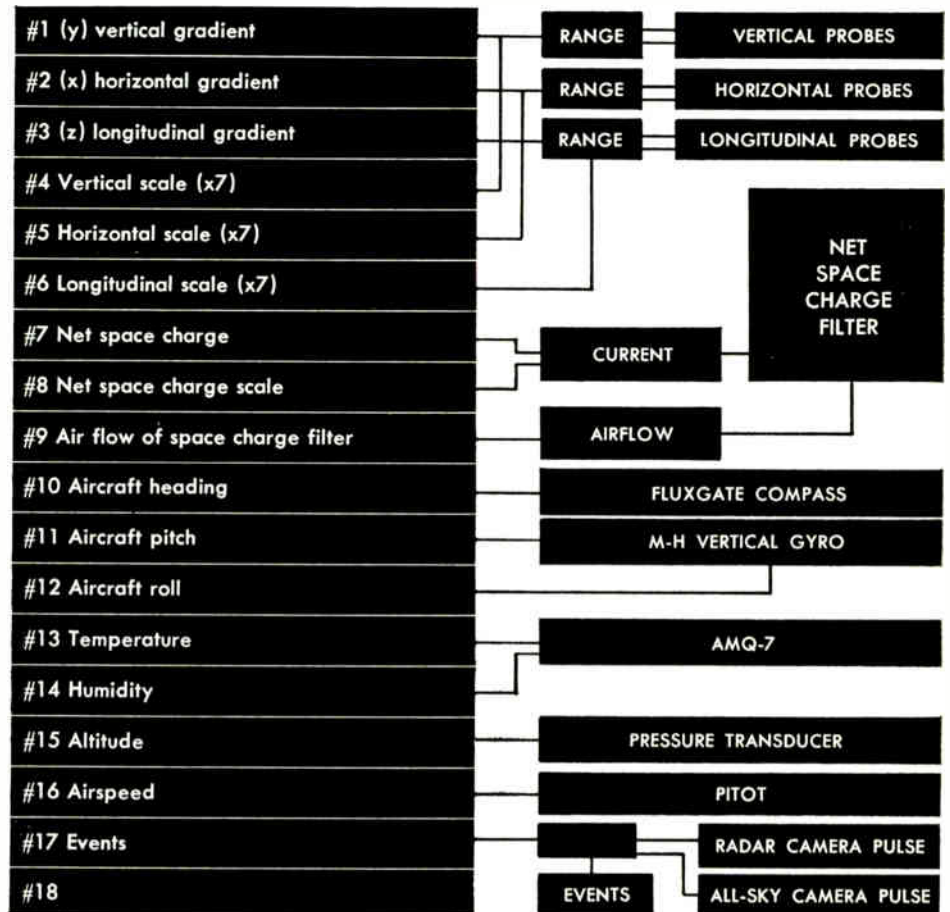 #1 (y) vertical gradient
#2 (x) horizontal gradient
#3 (z) longitudinal gradient
#4 Vertical scale (x7)
#5 Horizontal scale (x7)
#6 Longitudinal scale (x7)
#7 Net space charge
#8 Net space charge scale
#9 Air flow of space charge filter
#10 Aircraft heading
#11 Aircraft pitch
#12 Aircraft roll
#13 Temperature
#14 Humidity
#15 Altitude
#16 Airspeed
#17 Events
#18
RANGE
VERTICAL PROBES
RANGE
HORIZONTAL PROBES
RANGE
LONGITUDINAL PROBES
NET
SPACE
CHARGE
FILTER
CURRENT
AIRFLOW
FLUXGATE COMPASS
M-H VERTICAL GYRO
AMQ-7
PRESSURE TRANSDUCER
PITOT
RADAR CAMERA PULSE
EVENTS
ALL-SKY CAMERA PULSE